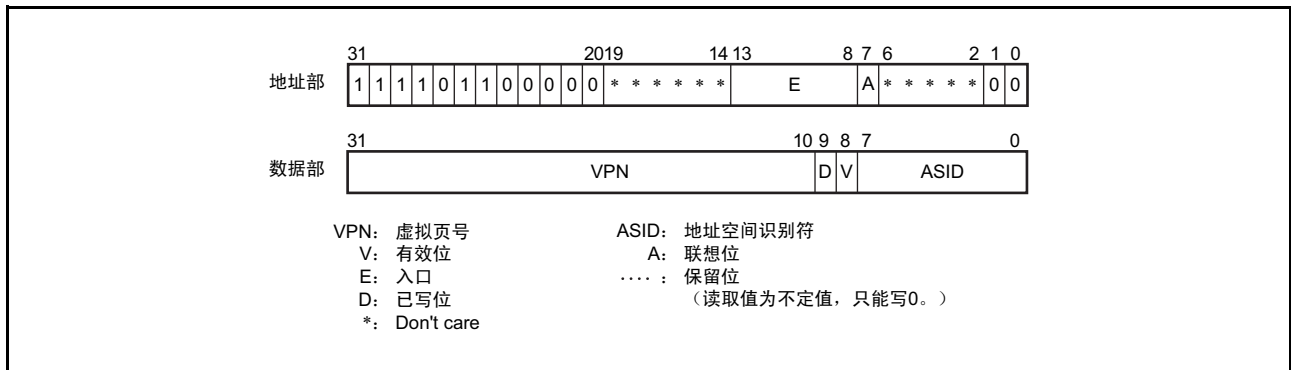 31 2019 14 13 8 7 6 2 1 0
地址部 1 1 1 1 0 1 1 0 0 0 0 0 * * * * * * E A * * * * * 0 0
31 10 9 8 7 0
数据部 VPN D V ASID
VPN： 虚拟页号 ASID： 地址空间识别符
V： 有效位 A： 联想位
E： 入口 ····： 保留位
D： 已写位 （读取值为不定值，只能写0。）
*： Don't care